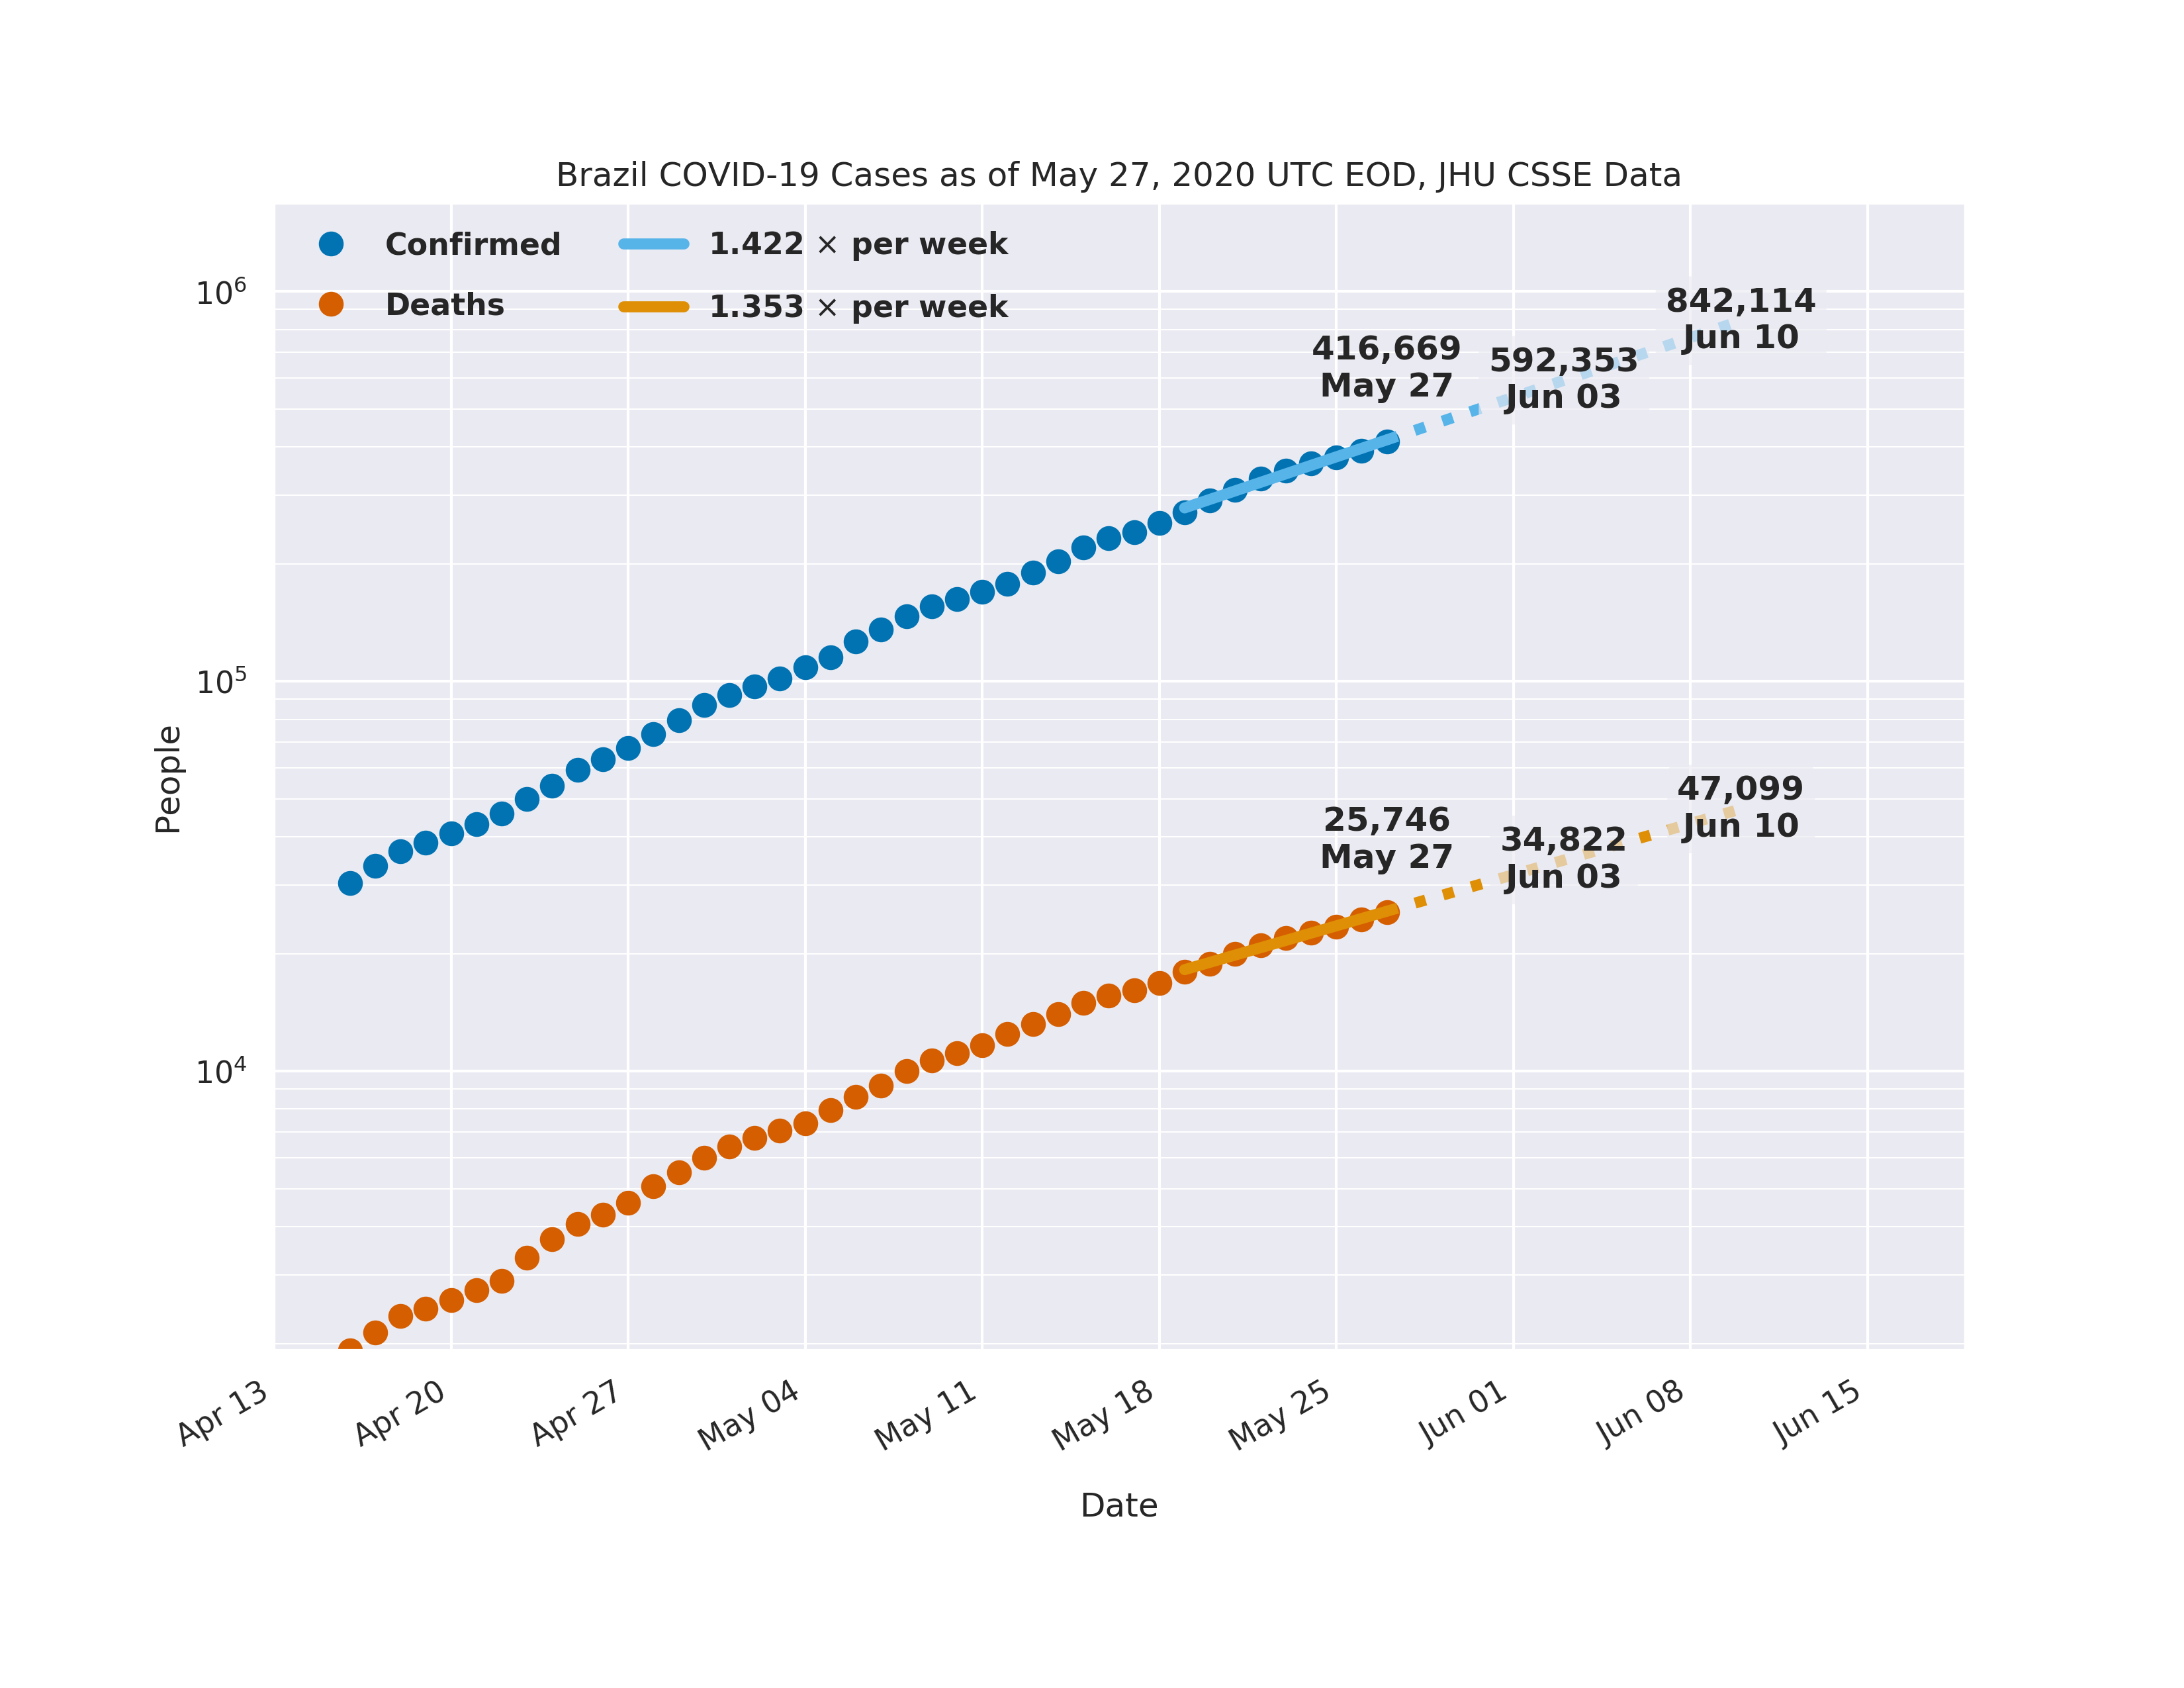 Brazil COVID-19 Cases as of May 27, 2020 UTC EOD, JHU CSSE Data
Confirmed
Deaths
1.422 × per week
1.353 × per week
10⁶
10⁵
10⁴
People
842,114
Jun 10
416,669
May 27
592,353
Jun 03
47,099
Jun 10
25,746
May 27
34,822
Jun 03
Apr 13
Apr 20
Apr 27
May 04
May 11
May 18
May 25
Jun 01
Jun 08
Jun 15
Date